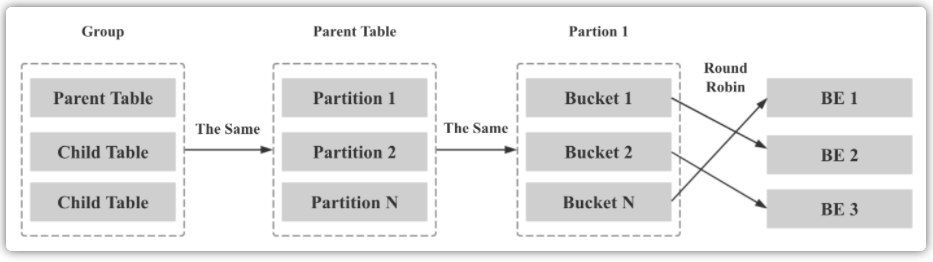 Group
Parent Table
Child Table
Child Table
The Same
Parent Table
Partition 1
Partition 2
Partition N
The Same
Partion 1
Bucket 1
Bucket 2
Bucket N
Round
Robin
BE 1
BE 2
BE 3